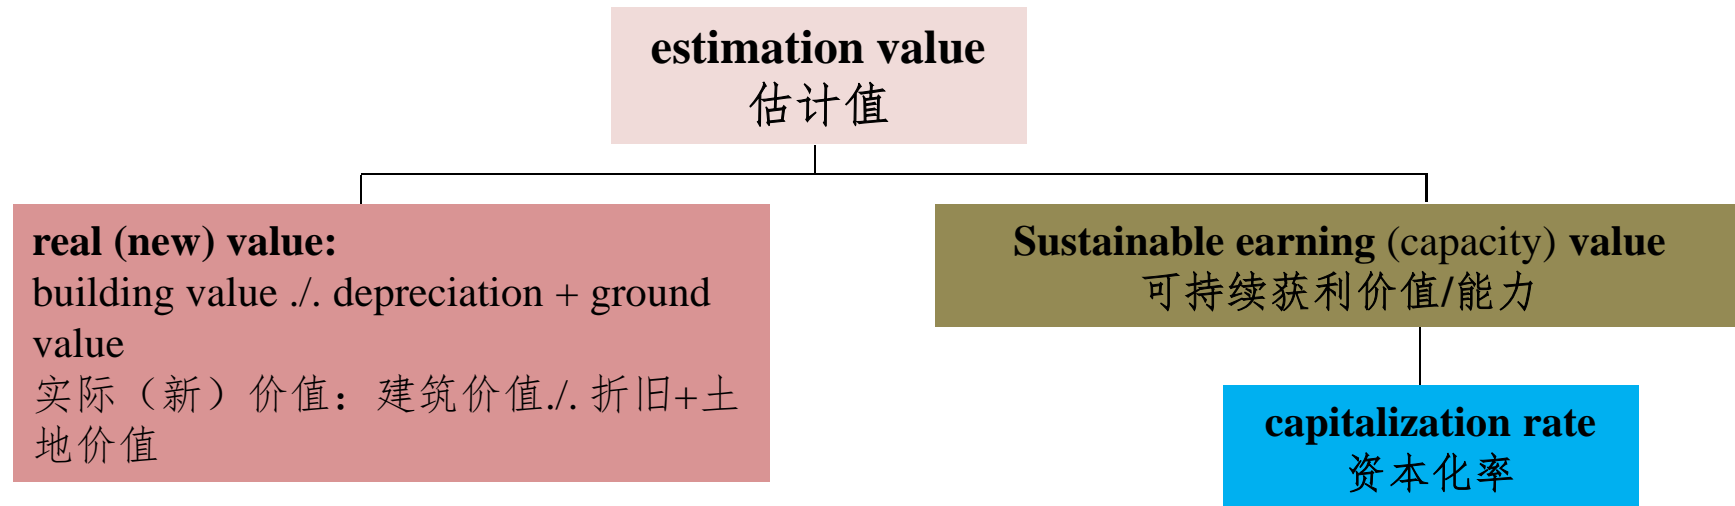 estimation value
估计值
real (new) value:
building value ./. depreciation + ground
value
实际（新）价值：建筑价值./. 折旧+土
地价值
Sustainable earning (capacity) value
可持续获利价值/能力
capitalization rate
资本化率